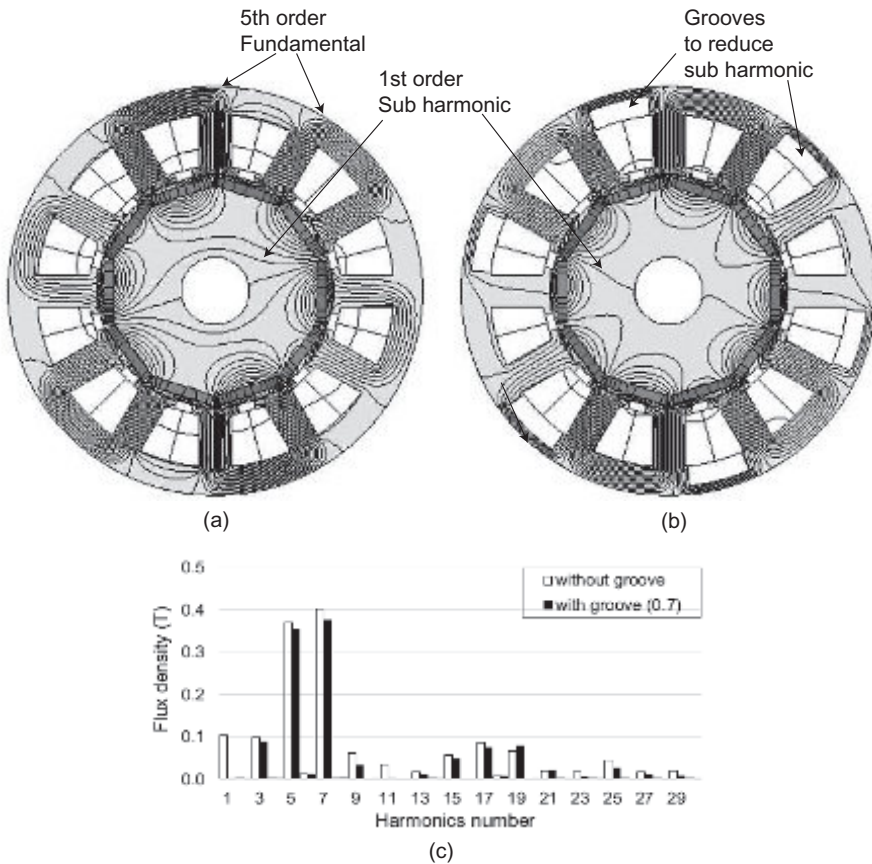 5th order
Fundamental
1st order
Sub harmonic
Grooves
to reduce
sub harmonic
(a)
(b)
0.5
0.4
0.3
0.2
0.1
0.0
Flux density (T)
without groove
with groove (0.7)
1 3 5 7 9 11 13 15 17 19 21 23 25 27 29
Harmonics number
(c)